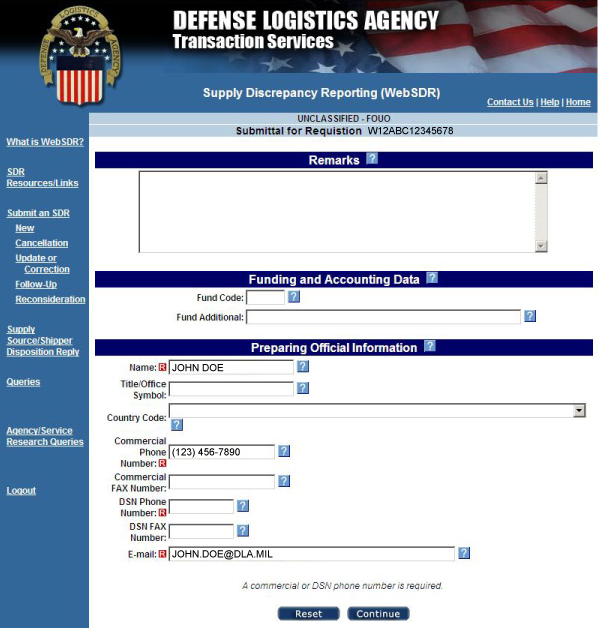 DEFENSE LOGISTICS AGENCY
Transaction Services
DEFENSE LOGISTICS AGENCY
Supply Discrepancy Reporting (WebSDR)
Contact Us | Help | Home
UNCLASSIFIED - FOUO
Submittal for Requistion W12ABC12345678
What is WebSDR?
SDR
Resources/Links
Submit an SDR
New
Cancellation
Update or
Correction
Follow-Up
Reconsideration
Supply
Source/Shipper
Disposition Reply
Queries
Agency/Service
Research Queries
Logout
Remarks ?
Funding and Accounting Data ?
Fund Code: ?
Fund Additional: ?
Preparing Official Information ?
Name: R JOHN DOE ?
Title/Office
Symbol: ?
Country Code:
?
Commercial
Phone (123) 456-7890 ?
Number: R
Commercial
FAX Number: ?
DSN Phone
Number: R ?
DSN FAX
Number: ?
E-mail: R JOHN.DOE@DLA.MIL ?
A commercial or DSN phone number is required.
Reset Continue